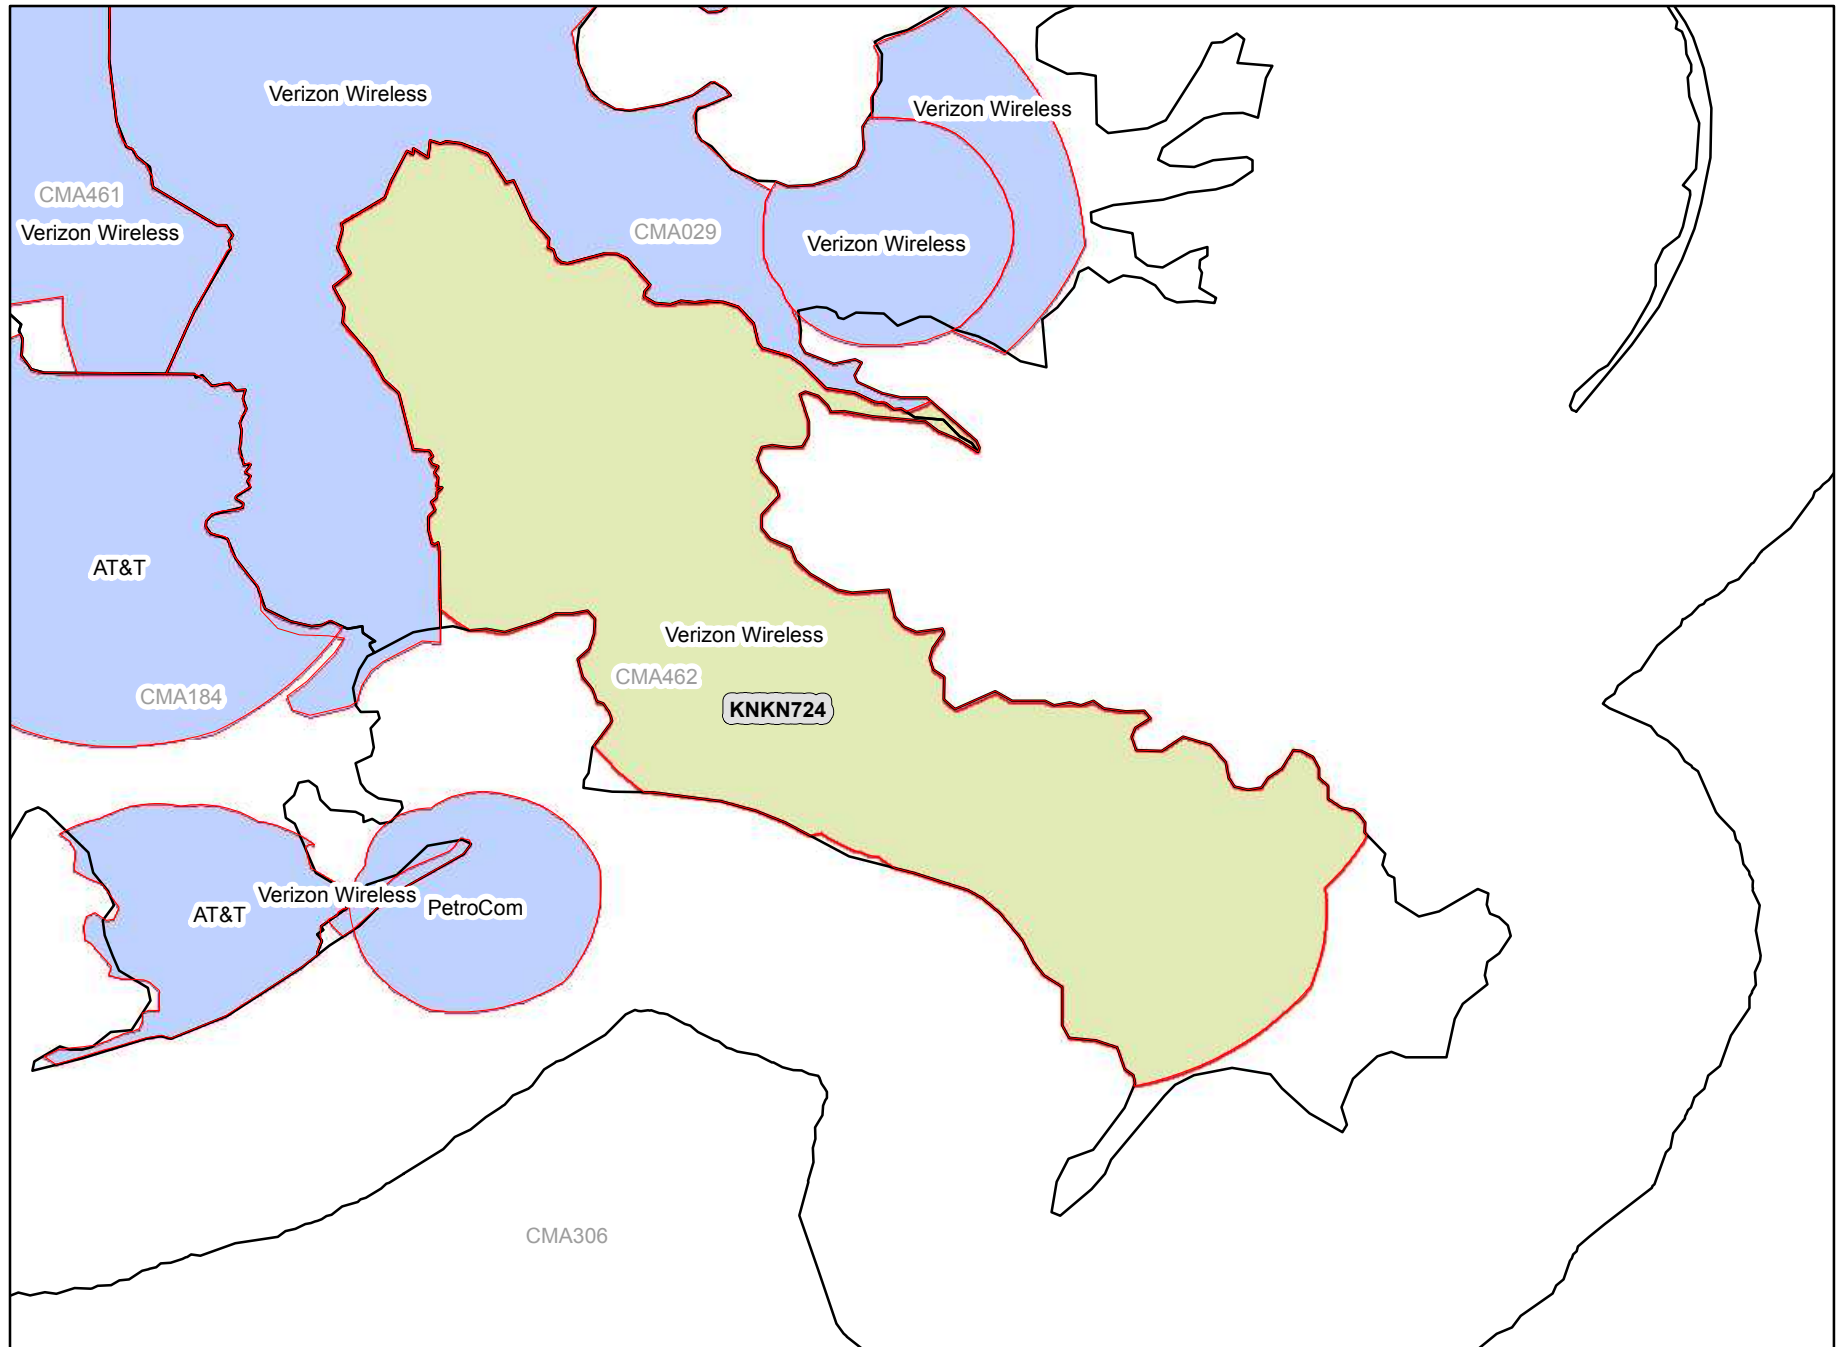 Verizon Wireless
Verizon Wireless
CMA461
Verizon Wireless
CMA029
Verizon Wireless
AT&T
Verizon Wireless
CMA462
CMA184
KNKN724
Verizon Wireless
AT&T
PetroCom
CMA306